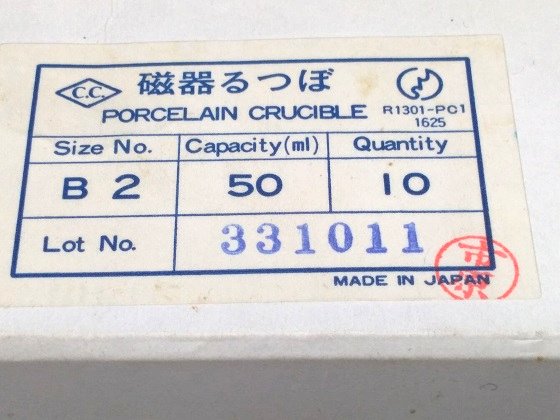 C.C. 磁器るつぼ
PORCELAIN CRUCIBLE R1301-PC1
1625
Size No. Capacity(ml) Quantity
B 2 50 10
Lot No. 331011
MADE IN JAPAN